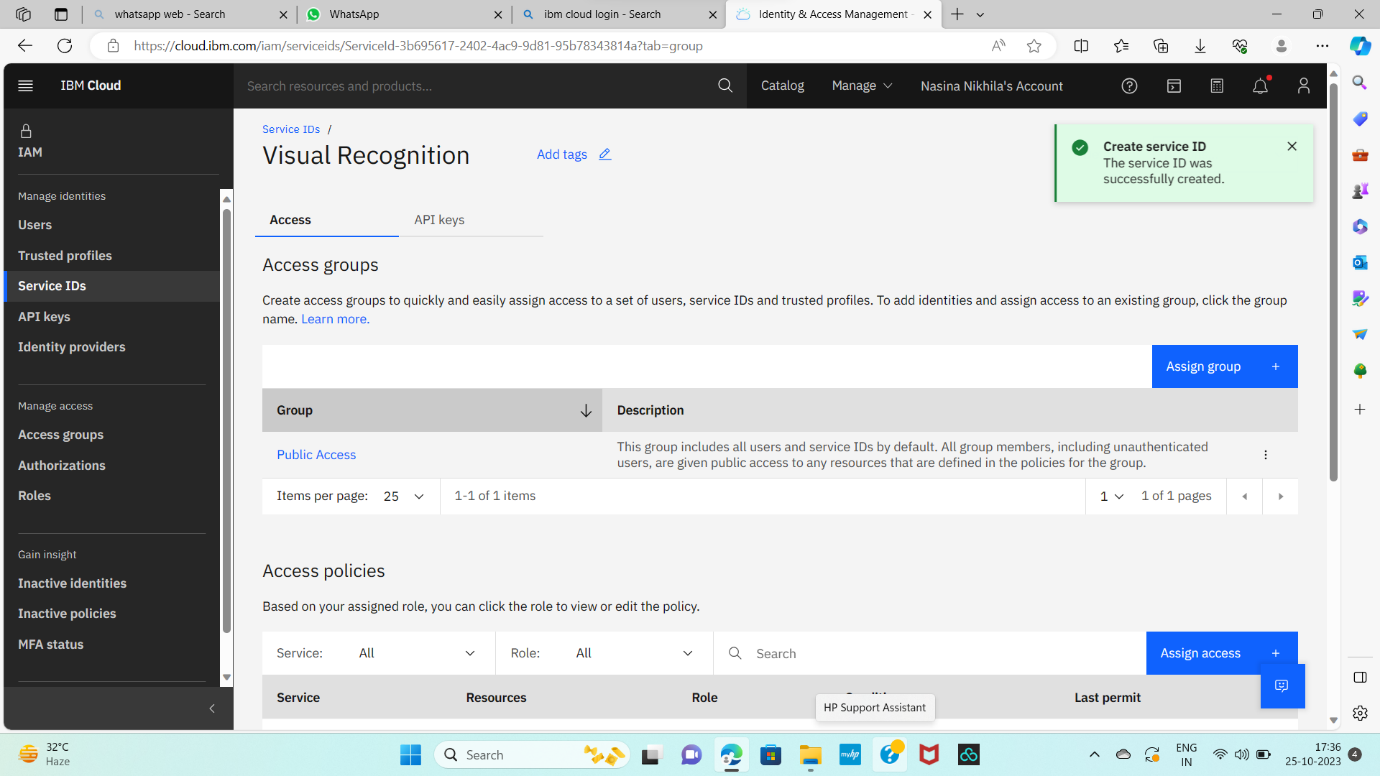 whatsapp web - Search
WhatsApp
ibm cloud login - Search
Identity & Access Management -
https://cloud.ibm.com/iam/serviceids/ServiceId-3b695617-2402-4ac9-9d81-95b78343814a?tab=group
IBM Cloud
Search resources and products...
Catalog
Manage
Nasina Nikhila's Account
IAM
Manage identities
Users
Trusted profiles
Service IDs
API keys
Identity providers
Manage access
Access groups
Authorizations
Roles
Gain insight
Inactive identities
Inactive policies
MFA status
Service IDs /
Visual Recognition
Add tags
Create service ID
The service ID was
successfully created.
Access
API keys
Access groups
Create access groups to quickly and easily assign access to a set of users, service IDs and trusted profiles. To add identities and assign access to an existing group, click the group
name. Learn more.
Assign group +
Group
Description
Public Access
This group includes all users and service IDs by default. All group members, including unauthenticated
users, are given public access to any resources that are defined in the policies for the group.
Items per page: 25
1-1 of 1 items
1
1 of 1 pages
Access policies
Based on your assigned role, you can click the role to view or edit the policy.
Service: All
Role: All
Search
Assign access +
Service
Resources
Role
Last permit
HP Support Assistant
32°C
Haze
Search
myhp
ENG
IN
17:36
25-10-2023
4